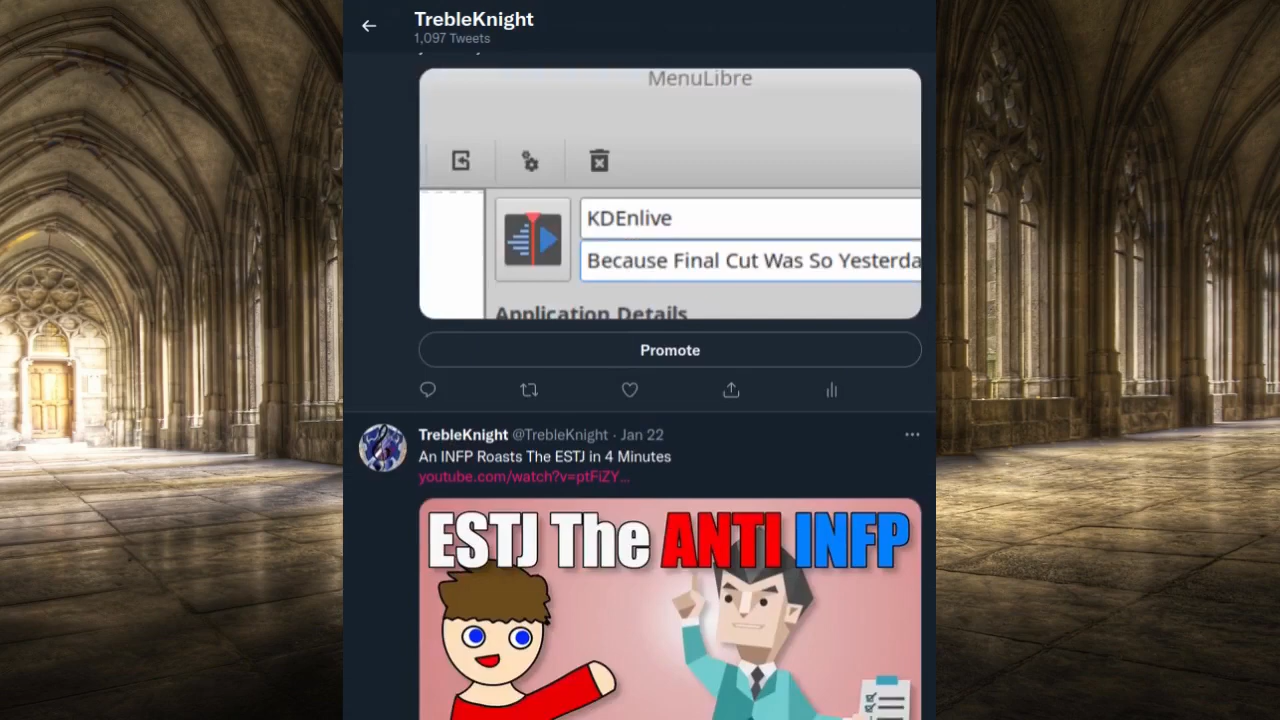 TrebleKnight
1,097 Tweets
MenuLibre
KDEnlive
Because Final Cut Was So Yesterda
Application Details
Promote
TrebleKnight @TrebleKnight · Jan 22
An INFP Roasts The ESTJ in 4 Minutes
youtube.com/watch?v=ptFiZY...
ESTJ The ANTI INFP